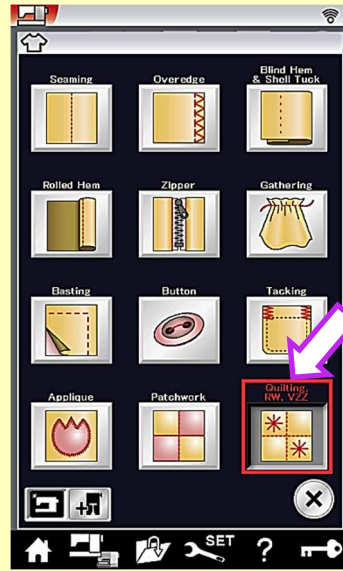 Seaming
Overedge
Blind Hem
& Shell Tuck
Rolled Hem
Zipper
Gathering
Basting
Button
Tacking
Applique
Patchwork
Quilting,
RW, VZZ
SET
?